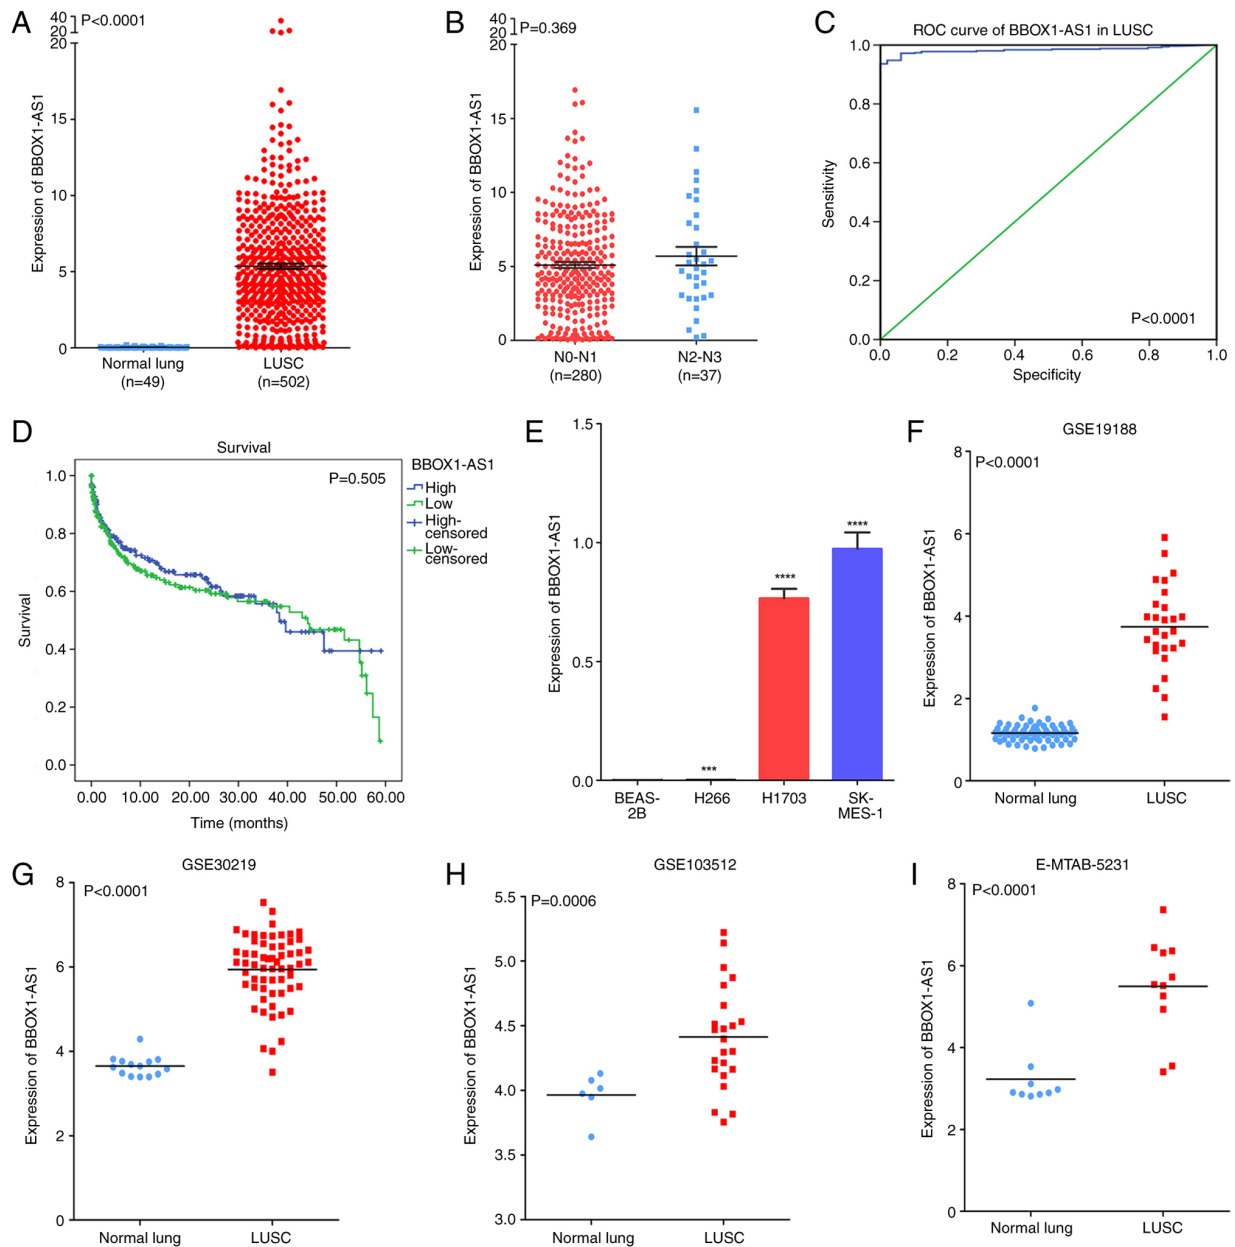 A
P<0.0001
Expression of BBOX1-AS1
40
20
20
15
10
5
0
Normal lung
(n=49)
LUSC
(n=502)
B
P=0.369
Expression of BBOX1-AS1
40
20
20
15
10
5
0
N0-N1
(n=280)
N2-N3
(n=37)
C
ROC curve of BBOX1-AS1 in LUSC
Sensitivity
1.0
0.8
0.6
0.4
0.2
0.0
P<0.0001
0.0 0.2 0.4 0.6 0.8 1.0
Specificity
D
Survival
P=0.505
Survival
1.0
0.8
0.6
0.4
0.2
0.0
0.00 10.00 20.00 30.00 40.00 50.00 60.00
Time (months)
BBOX1-AS1
High
Low
High-
censored
Low-
censored
E
Expression of BBOX1-AS1
1.5
1.0
0.5
0.0
***
****
****
BEAS-
2B
H266
H1703
SK-
MES-1
F
GSE19188
P<0.0001
Expression of BBOX1-AS1
8
6
4
2
0
Normal lung
LUSC
G
GSE30219
P<0.0001
Expression of BBOX1-AS1
8
6
4
2
0
Normal lung
LUSC
H
GSE103512
P=0.0006
Expression of BBOX1-AS1
5.5
5.0
4.5
4.0
3.5
3.0
Normal lung
LUSC
I
E-MTAB-5231
P<0.0001
Expression of BBOX1-AS1
8
6
4
2
0
Normal lung
LUSC